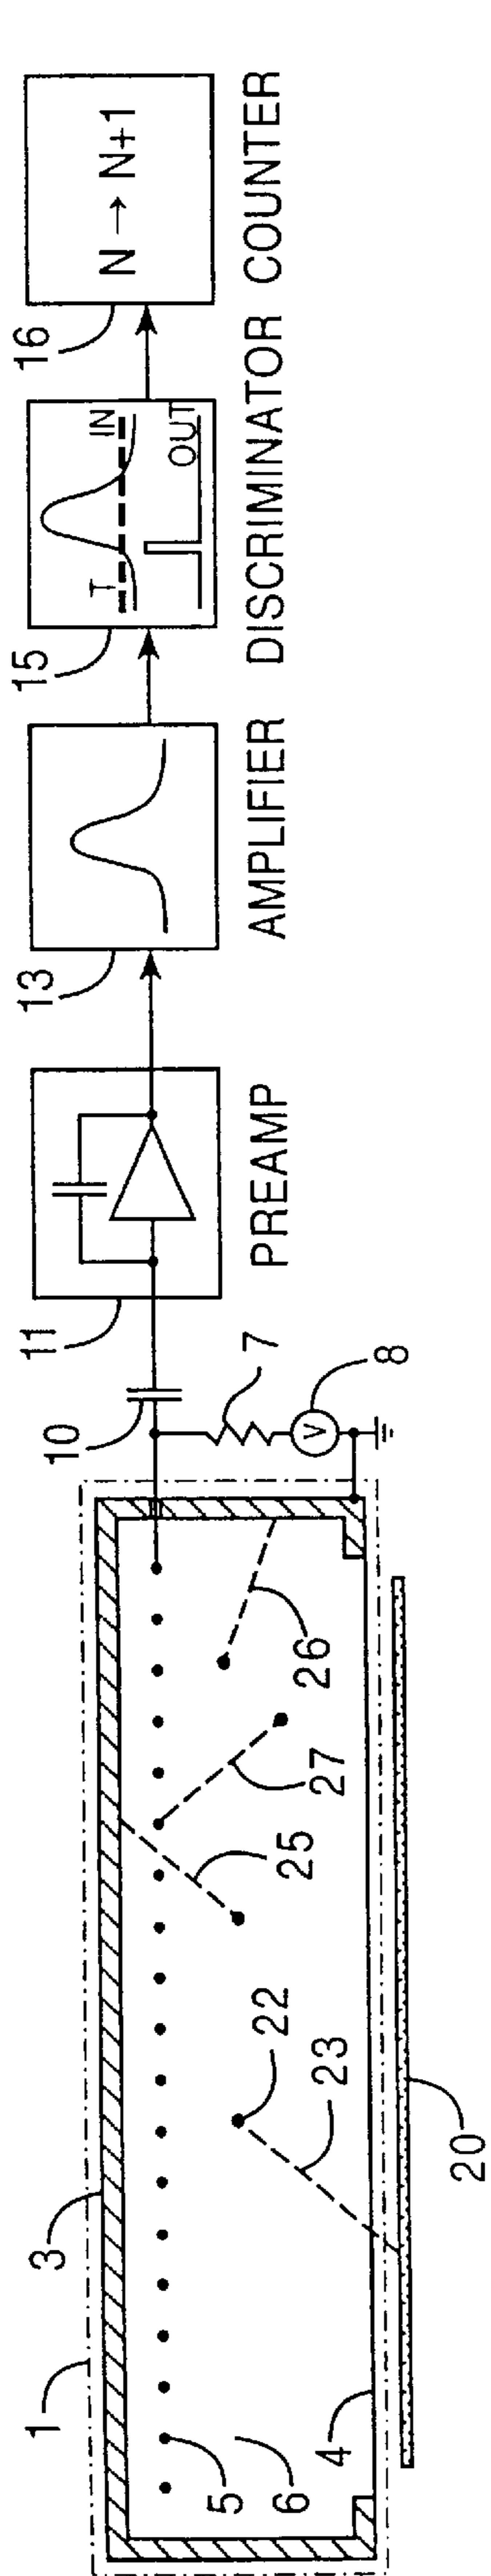 1
3
5
6
4
22
23
20
25
27
26
10
7
8
V
11
PREAMP
13
AMPLIFIER
15
T
IN
OUT
DISCRIMINATOR
16
N → N+1
COUNTER